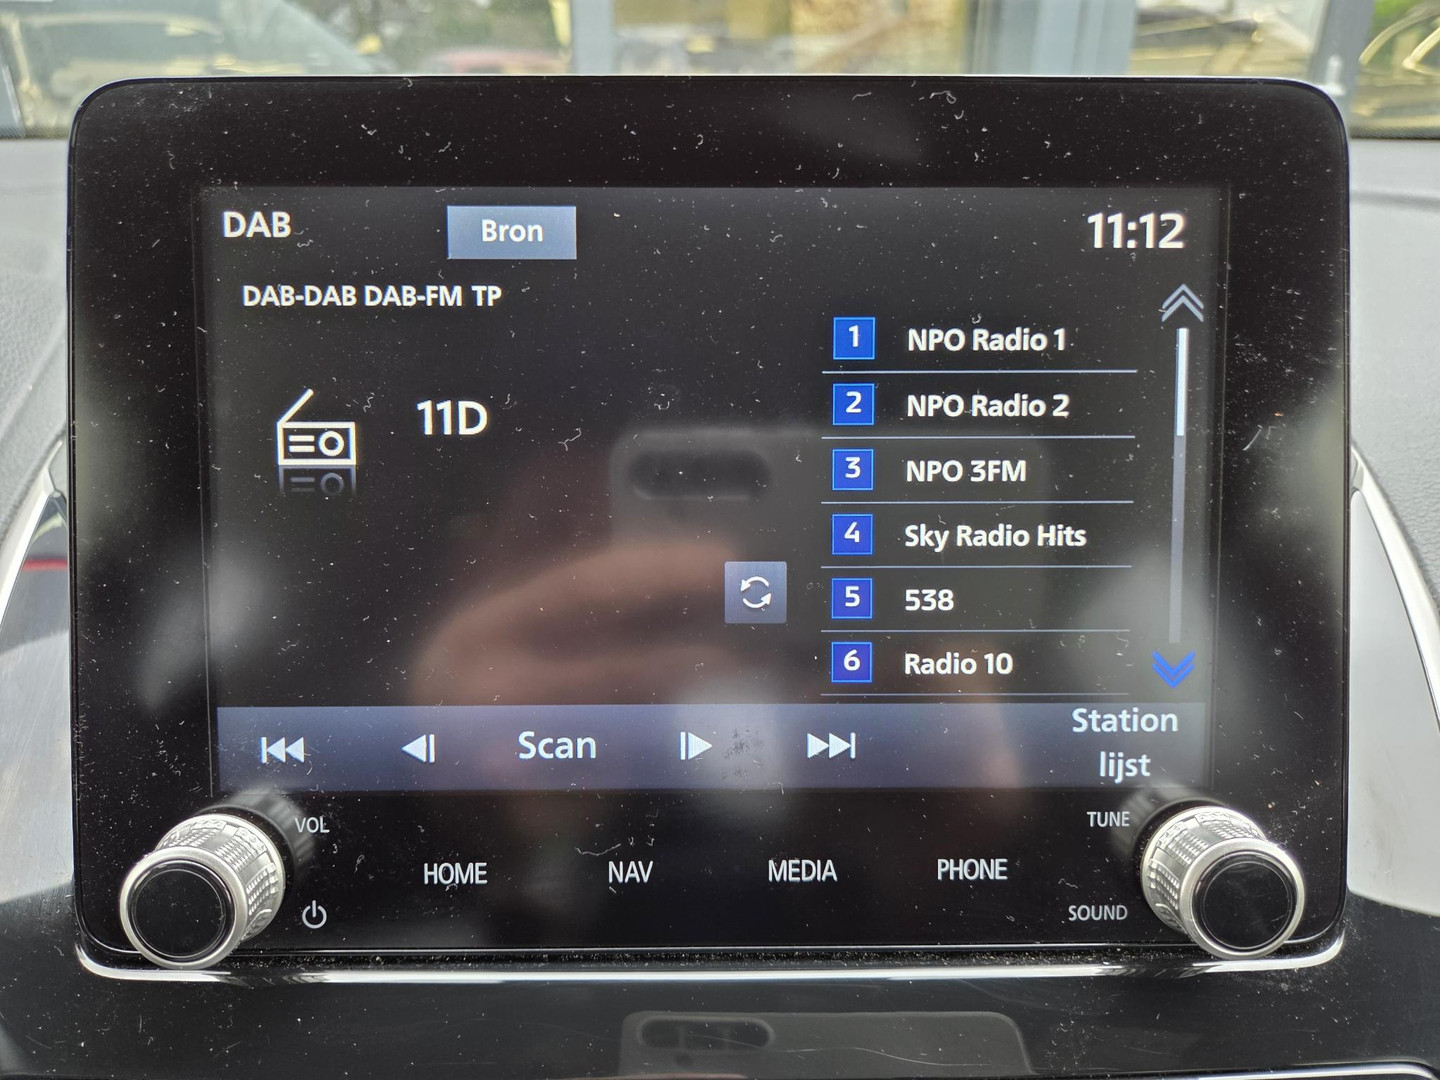 DAB
Bron
11:12
DAB-DAB DAB-FM TP
11D
1 NPO Radio 1
2 NPO Radio 2
3 NPO 3FM
4 Sky Radio Hits
5 538
6 Radio 10
Scan
Station
lijst
VOL
TUNE
HOME
NAV
MEDIA
PHONE
SOUND